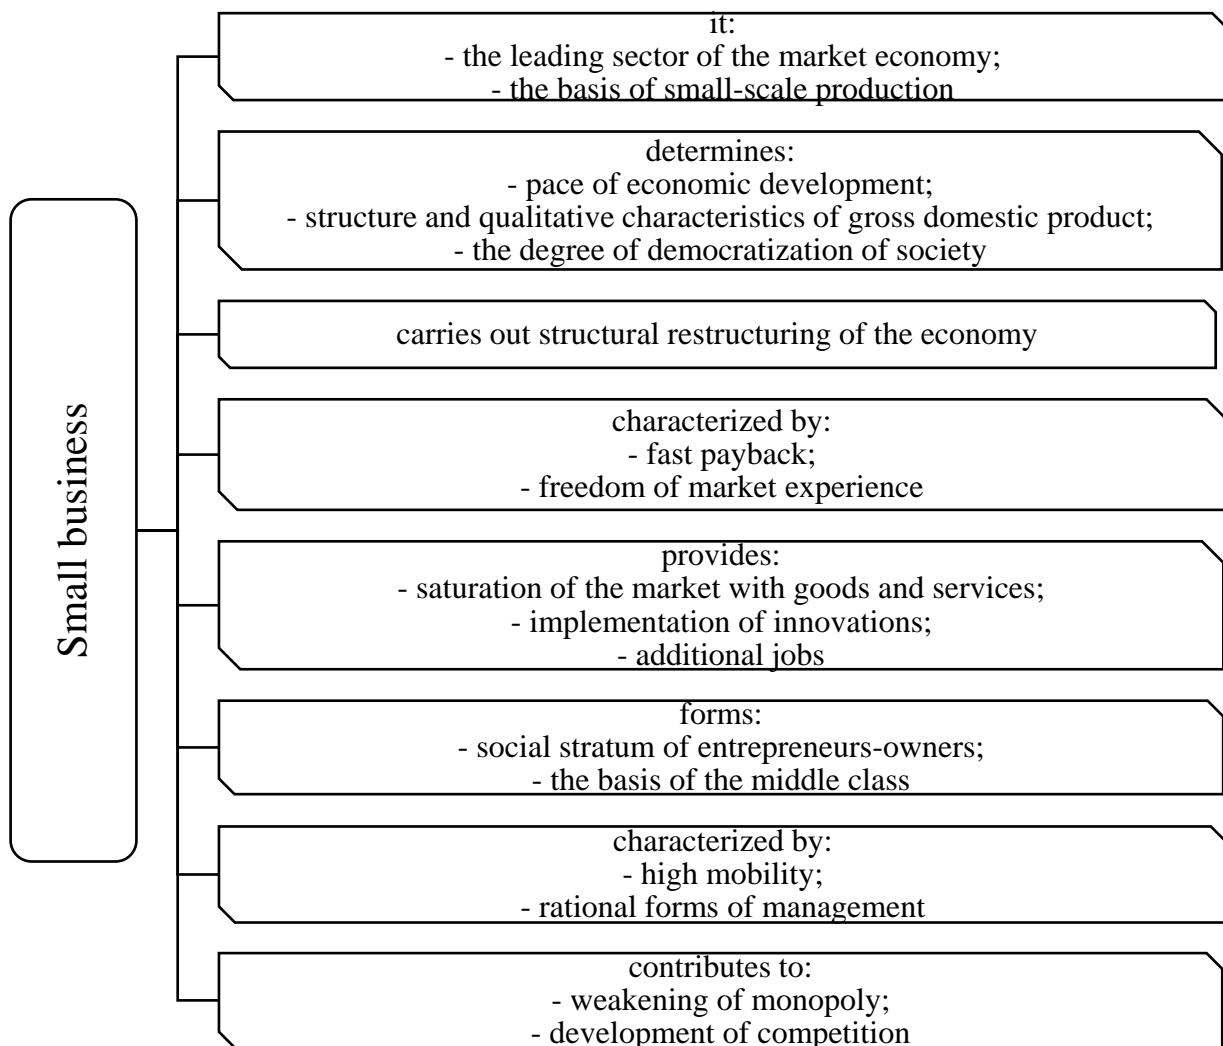 Small business
it:
- the leading sector of the market economy;
- the basis of small-scale production
determines:
- pace of economic development;
- structure and qualitative characteristics of gross domestic product;
- the degree of democratization of society
carries out structural restructuring of the economy
characterized by:
- fast payback;
- freedom of market experience
provides:
- saturation of the market with goods and services;
- implementation of innovations;
- additional jobs
forms:
- social stratum of entrepreneurs-owners;
- the basis of the middle class
characterized by:
- high mobility;
- rational forms of management
contributes to:
- weakening of monopoly;
- development of competition